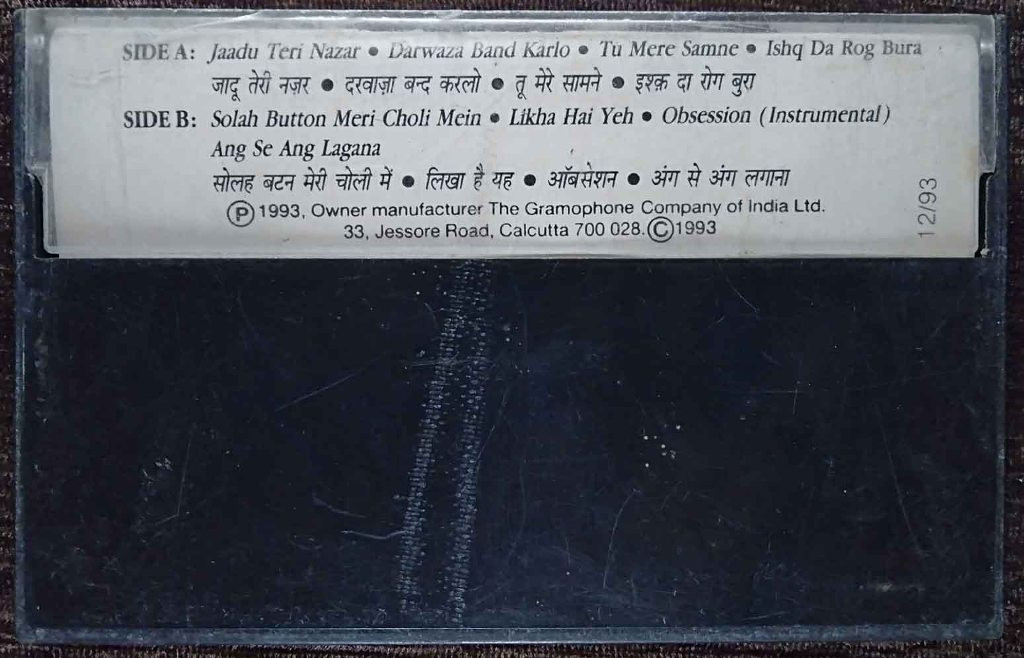 SIDE A: Jaadu Teri Nazar • Darwaza Band Karlo • Tu Mere Samne • Ishq Da Rog Bura
जादू तेरी नज़र • दरवाज़ा बन्द करलो • तू मेरे सामने • इश्क़ दा रोग बुरा
SIDE B: Solah Button Meri Choli Mein • Likha Hai Yeh • Obsession (Instrumental)
Ang Se Ang Lagana
सोलह बटन मेरी चोली में • लिखा है यह • ऑबसेशन • अंग से अंग लगाना
Ⓟ 1993, Owner manufacturer The Gramophone Company of India Ltd.
33, Jessore Road, Calcutta 700 028. © 1993
12/93